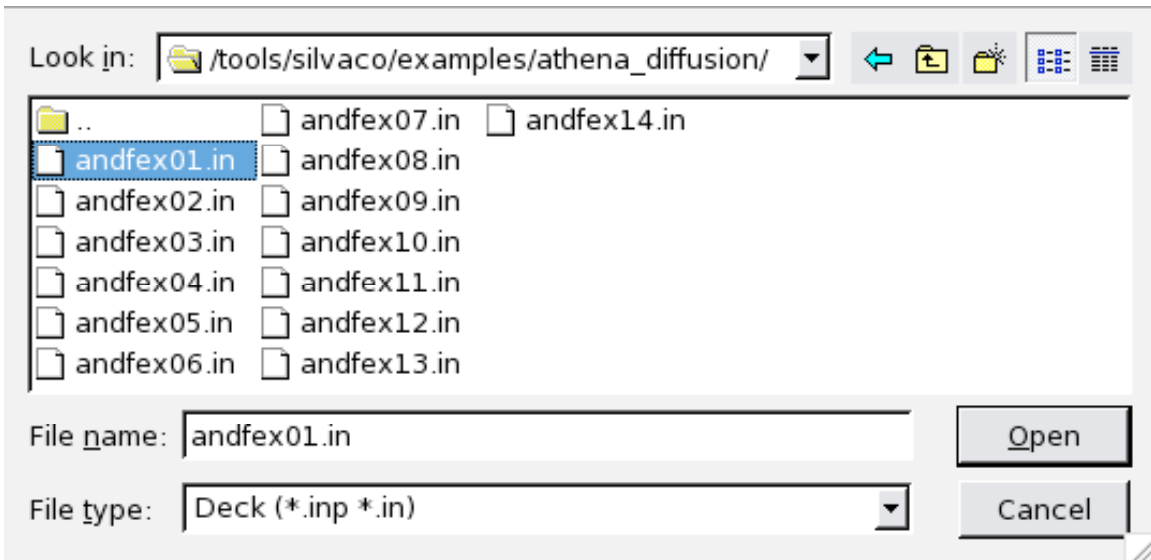 Look in: /tools/silvaco/examples/athena_diffusion/
.. andfex07.in andfex14.in
andfex01.in andfex08.in
andfex02.in andfex09.in
andfex03.in andfex10.in
andfex04.in andfex11.in
andfex05.in andfex12.in
andfex06.in andfex13.in
File name: andfex01.in Open
File type: Deck (*.inp *.in) Cancel